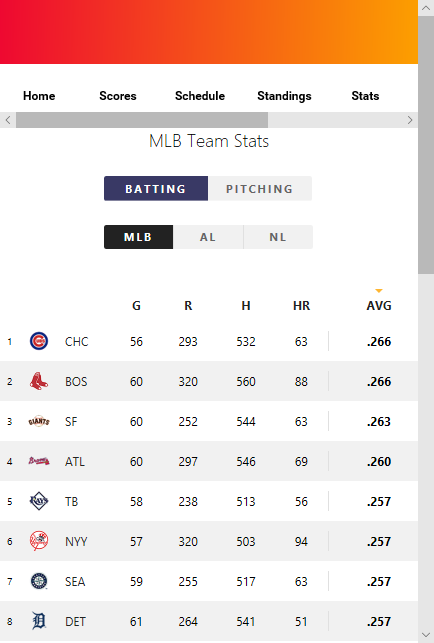 Home Scores Schedule Standings Stats
MLB Team Stats
BATTING PITCHING
MLB AL NL
G R H HR AVG
1 CHC 56 293 532 63 .266
2 BOS 60 320 560 88 .266
3 GIANTS SF 60 252 544 63 .263
4 Braves ATL 60 297 546 69 .260
5 RAYS TB 58 238 513 56 .257
6 NYY 57 320 503 94 .257
7 SEA 59 255 517 63 .257
8 DET 61 264 541 51 .257